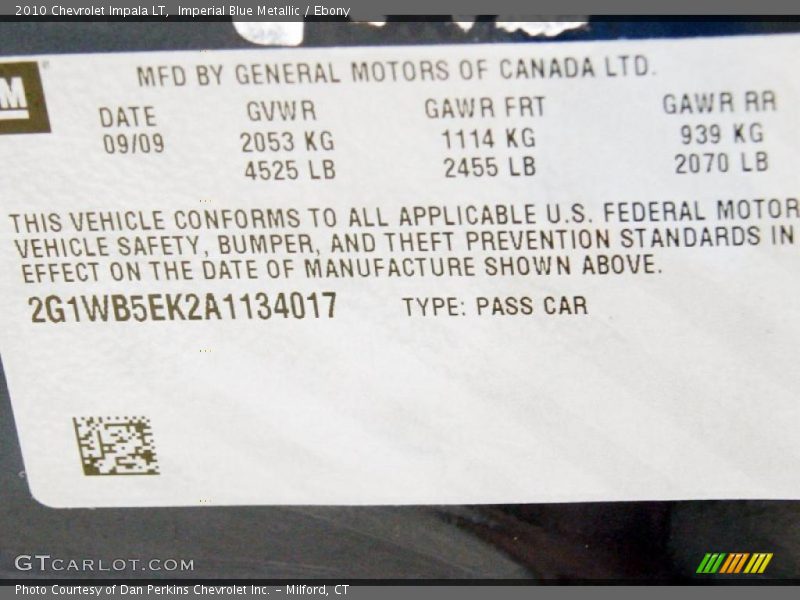 2010 Chevrolet Impala LT, Imperial Blue Metallic / Ebony
MFD BY GENERAL MOTORS OF CANADA LTD.
DATE GVWR GAWR FRT GAWR RR
09/09 2053 KG 1114 KG 939 KG
4525 LB 2455 LB 2070 LB
THIS VEHICLE CONFORMS TO ALL APPLICABLE U.S. FEDERAL MOTOR
VEHICLE SAFETY, BUMPER, AND THEFT PREVENTION STANDARDS IN
EFFECT ON THE DATE OF MANUFACTURE SHOWN ABOVE.
2G1WB5EK2A1134017 TYPE: PASS CAR
GTCARLOT.COM
Photo Courtesy of Dan Perkins Chevrolet Inc. - Milford, CT